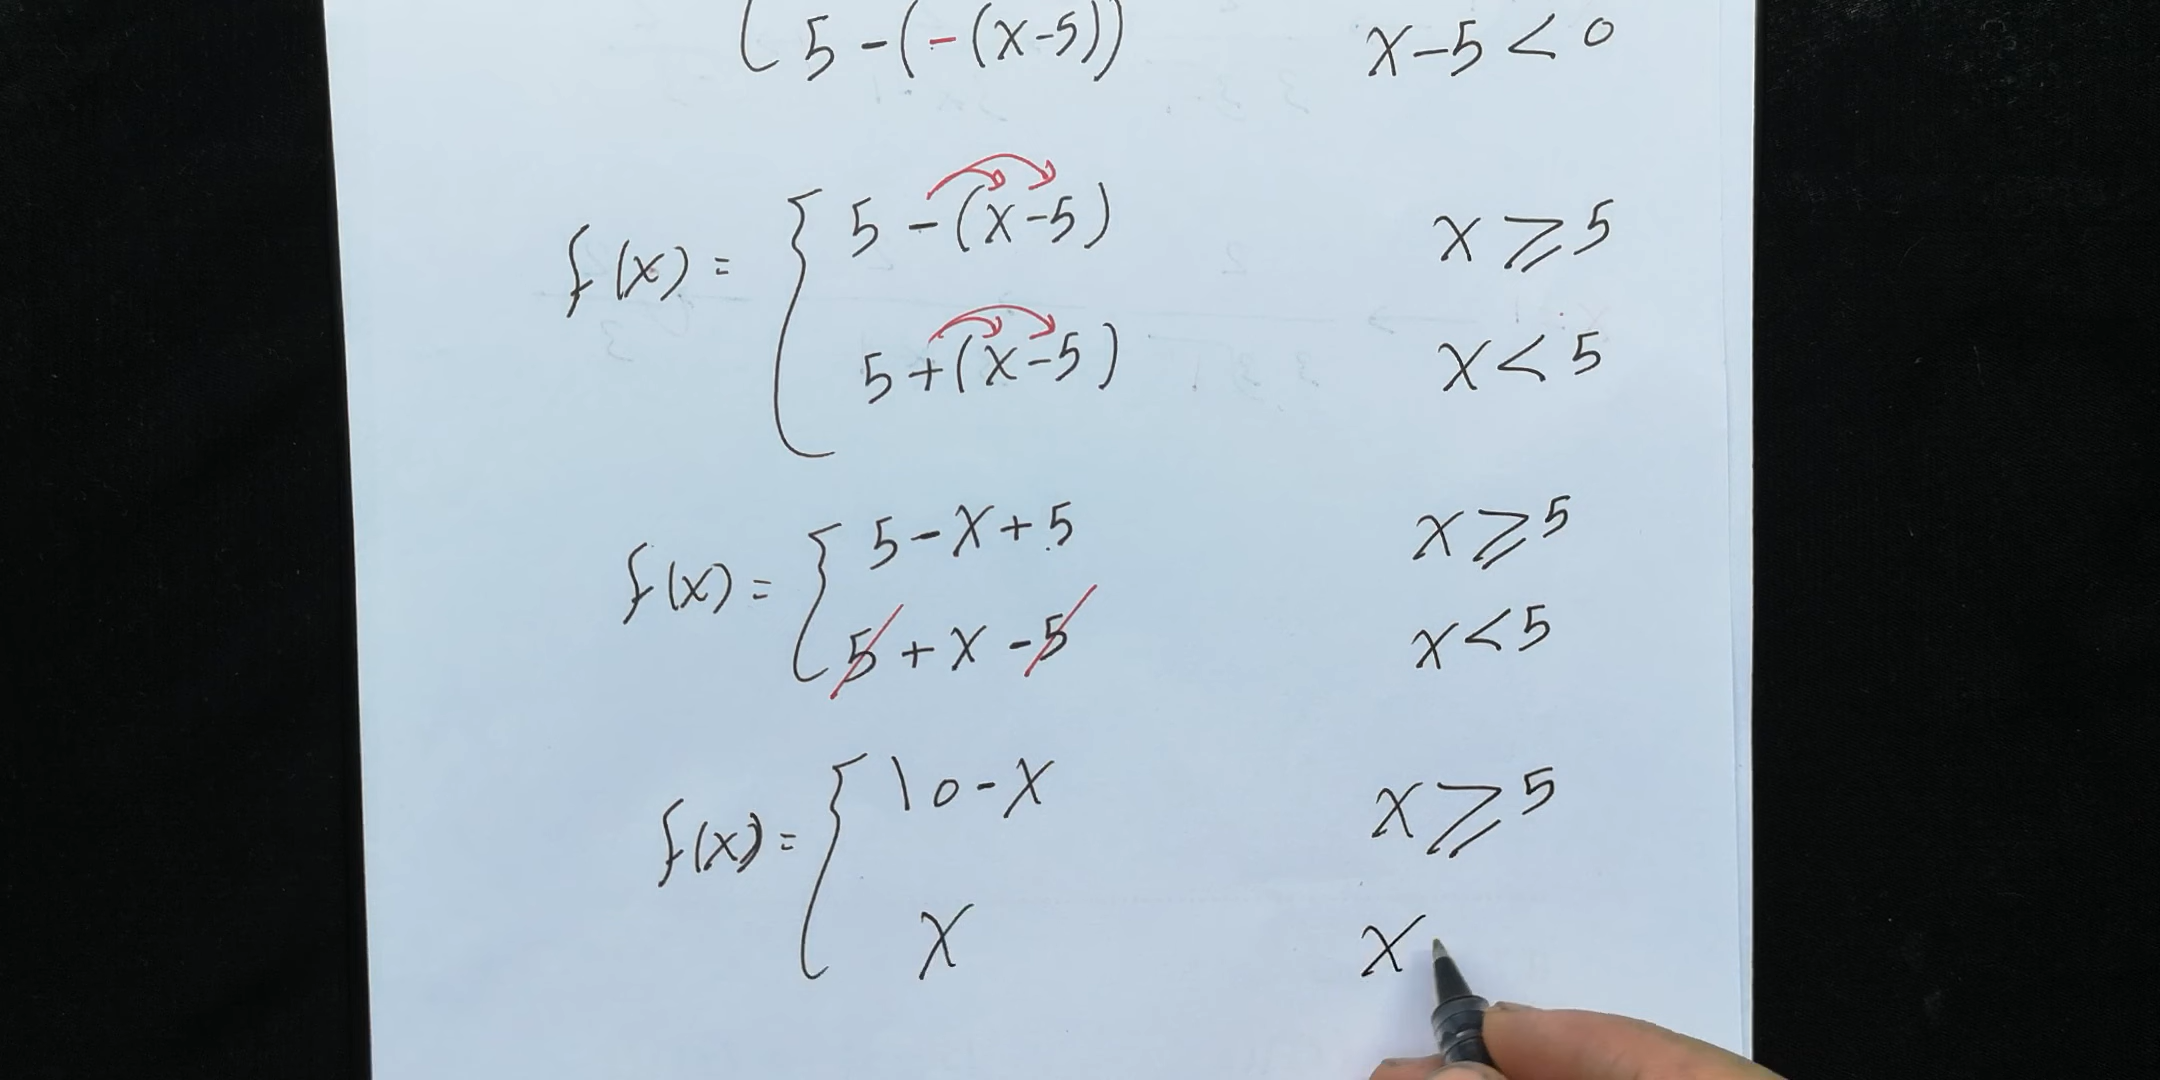 5 - (-(x-5)) x-5 < 0
f(x) = { 5 - (x-5) x ⩾ 5
5 + (x-5) x < 5
f(x) = { 5 - x + 5 x ⩾ 5
5 + x - 5 x < 5
f(x) = { 10 - x x ⩾ 5
x x